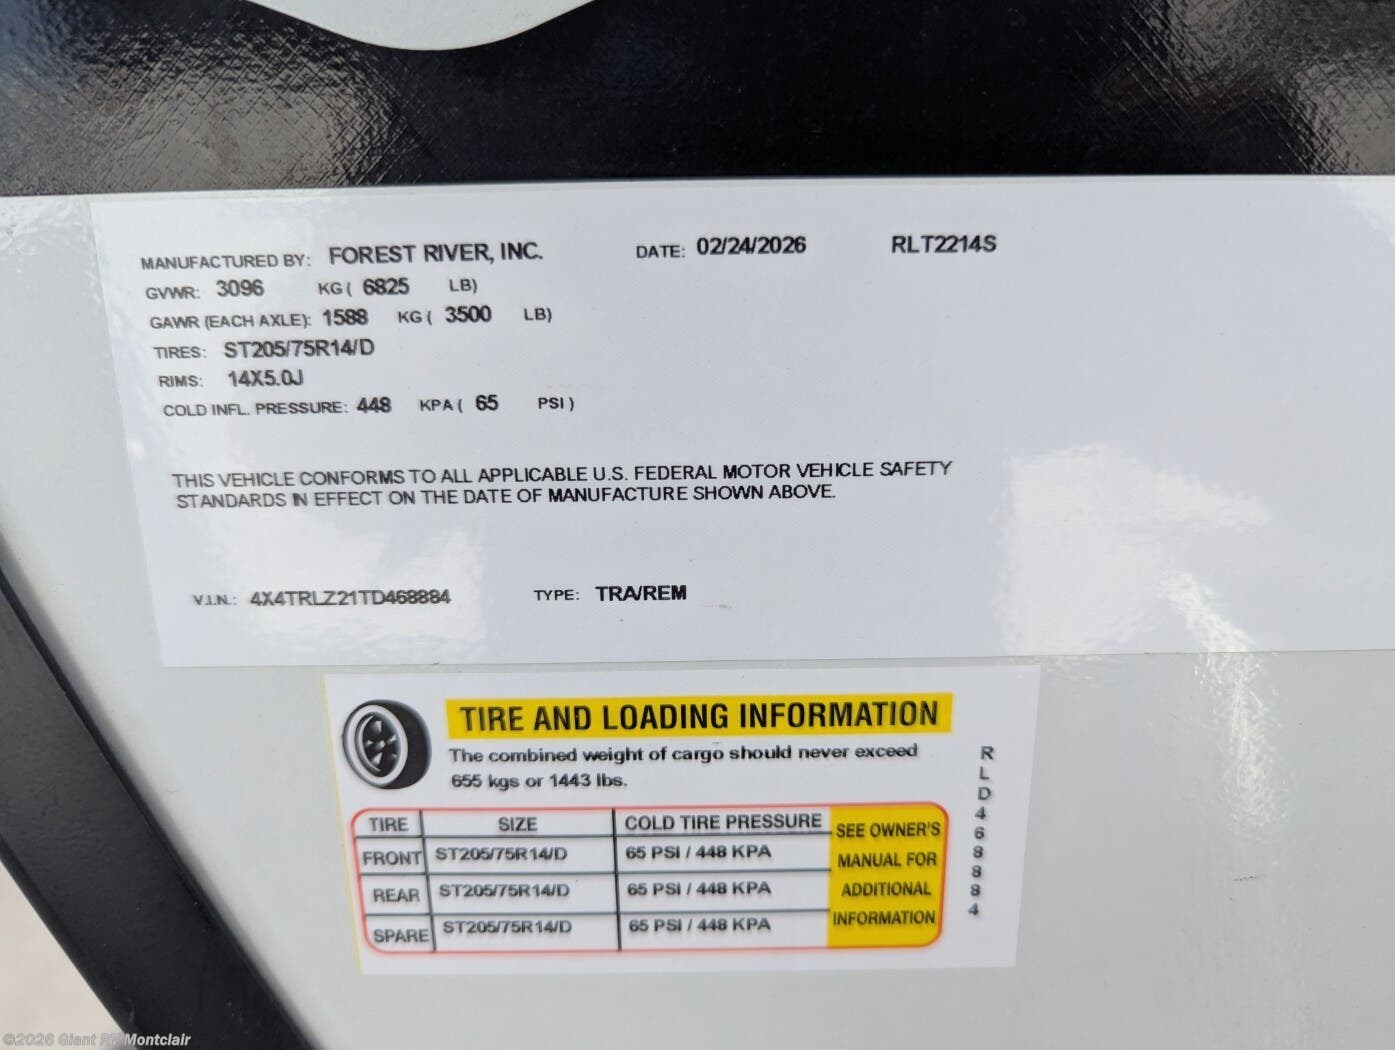 MANUFACTURED BY: FOREST RIVER, INC. DATE: 02/24/2026 RLT2214S
GVWR: 3096 KG ( 6825 LB)
GAWR (EACH AXLE): 1588 KG ( 3500 LB)
TIRES: ST205/75R14/D
RIMS: 14X5.0J
COLD INFL. PRESSURE: 448 KPA ( 65 PSI )
THIS VEHICLE CONFORMS TO ALL APPLICABLE U.S. FEDERAL MOTOR VEHICLE SAFETY
STANDARDS IN EFFECT ON THE DATE OF MANUFACTURE SHOWN ABOVE.
V.I.N.: 4X4TRLZ21TD468884 TYPE: TRA/REM
TIRE AND LOADING INFORMATION
The combined weight of cargo should never exceed
655 kgs or 1443 lbs.
TIRE SIZE COLD TIRE PRESSURE
FRONT ST205/75R14/D 65 PSI / 448 KPA
REAR ST205/75R14/D 65 PSI / 448 KPA
SPARE ST205/75R14/D 65 PSI / 448 KPA
SEE OWNER'S
MANUAL FOR
ADDITIONAL
INFORMATION
RLD468884
©2026 Giant RV Montclair